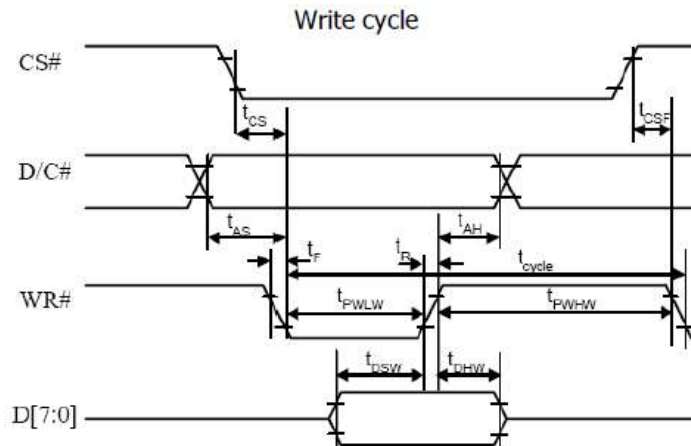 Write cycle
CS#
tCS
tCSF
D/C#
tAS
tAH
tF
tR
tcycle
WR#
tPWLW
tPWHW
tDSW
tDHW
D[7:0]